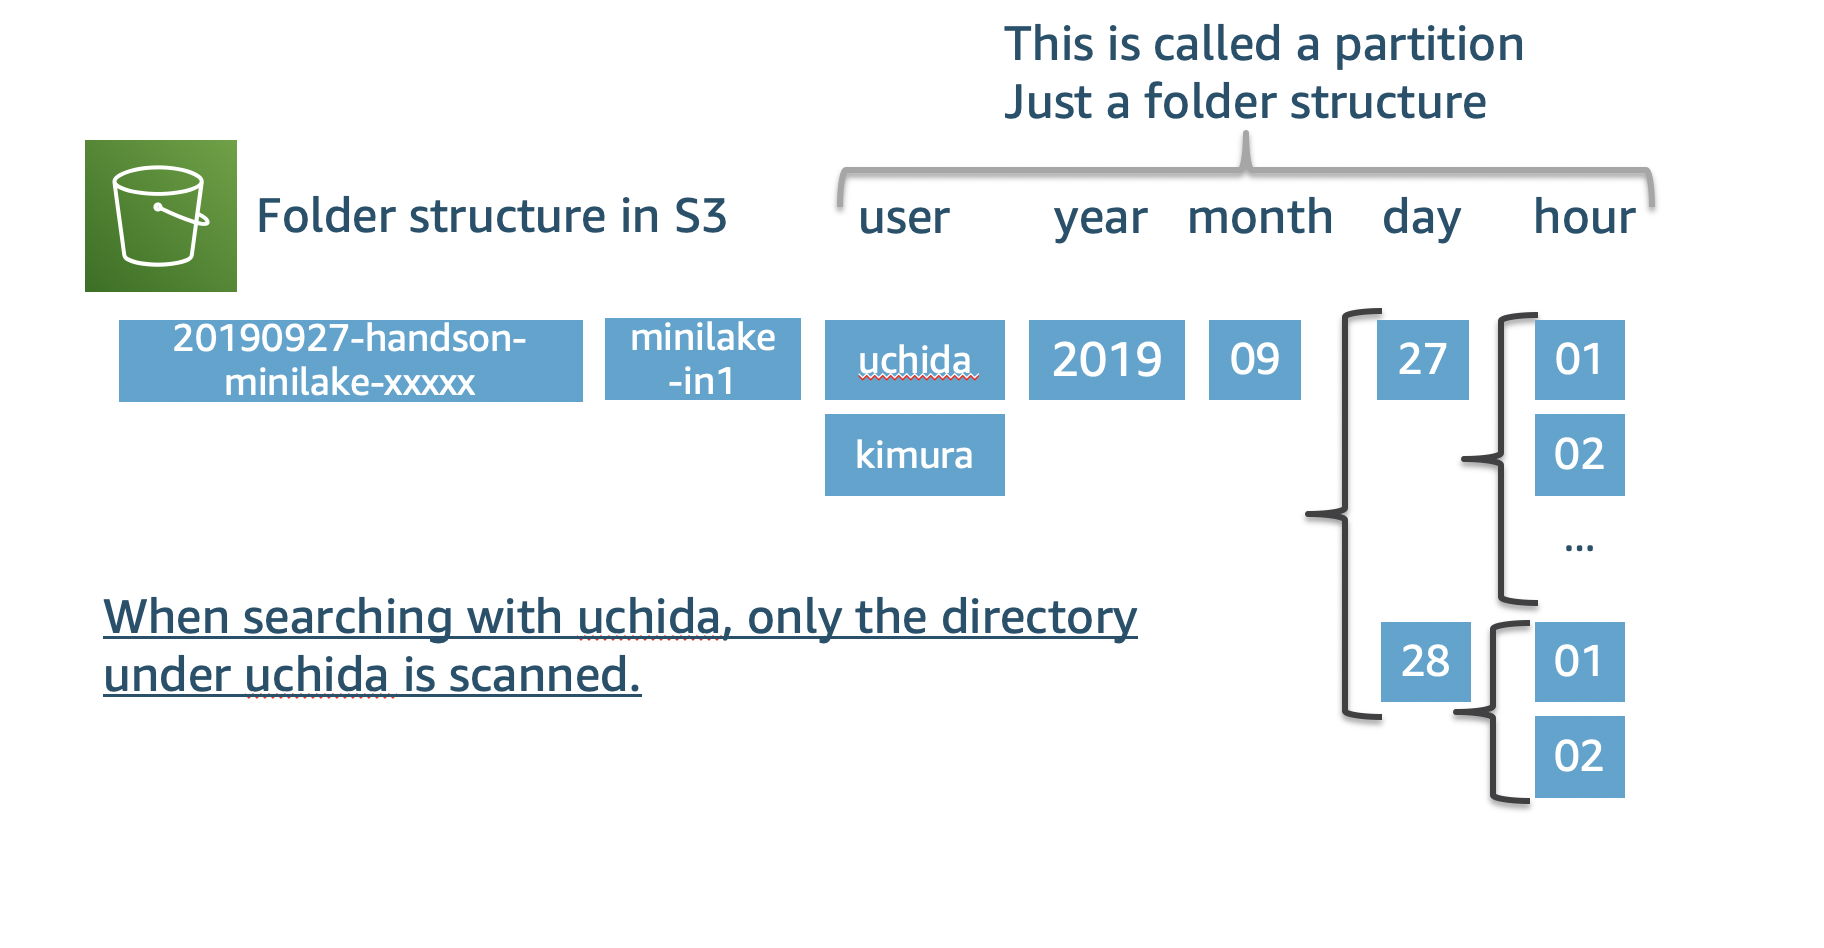 This is called a partition
Just a folder structure
Folder structure in S3
user year month day hour
20190927-handson-
minilake-xxxxx
minilake
-in1
uchida 2019 09 27 01
kimura 02
...
When searching with uchida, only the directory
under uchida is scanned.
28 01
02